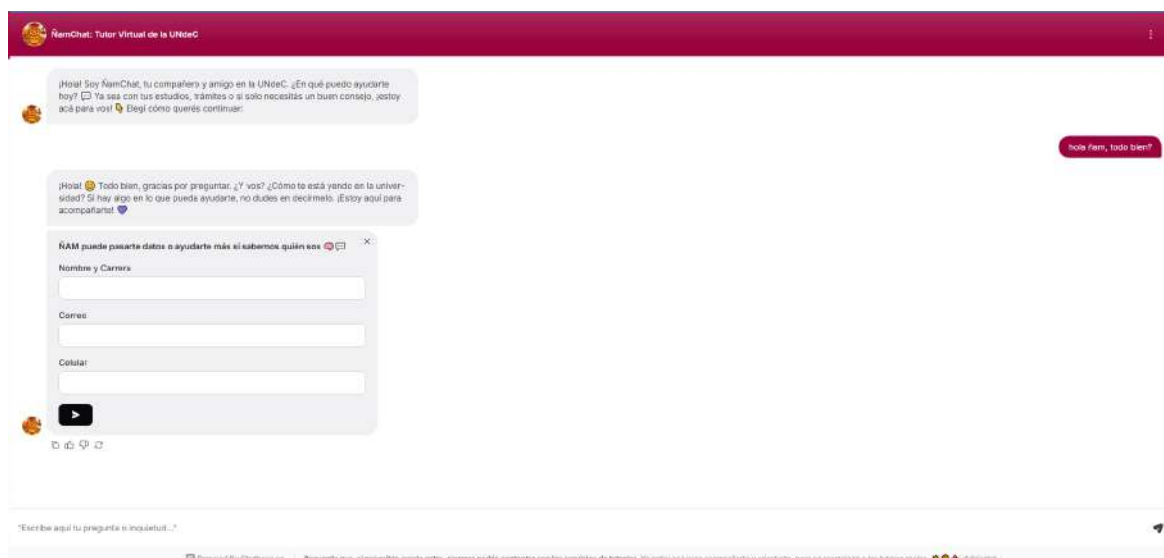 ÑamChat: Tutor Virtual de la UNdeC
¡Hola! Soy ÑamChat, tu compañero y amigo en la UNdeC. ¿En qué puedo ayudarte
hoy? 💬 Ya sea con tus estudios, trámites o si solo necesitás un buen consejo, ¡estoy
acá para vos! 👇 Elegí cómo querés continuar:
hola ñam, todo bien?
¡Hola! 😊 Todo bien, gracias por preguntar. ¿Y vos? ¿Cómo te está yendo en la univer-
sidad? Si hay algo en lo que pueda ayudarte, no dudes en decírmelo. ¡Estoy aquí para
acompañarte! 💜
ÑAM puede pasarte datos o ayudarte más si sabemos quién sos 🧠💬
Nombre y Carrera
Correo
Celular
"Escribe aquí tu pregunta o inquietud..."